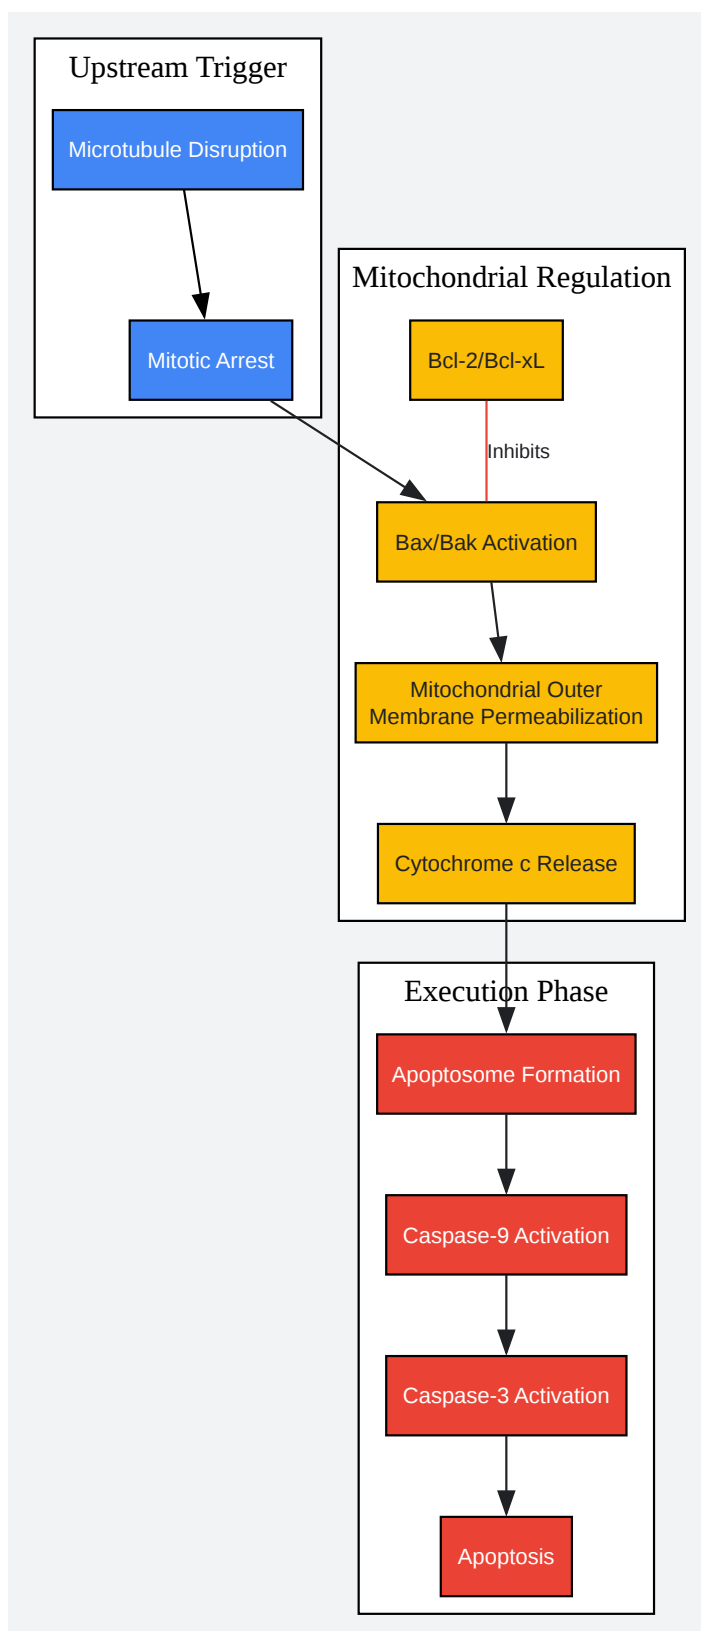 Upstream Trigger
Microtubule Disruption
Mitotic Arrest
Mitochondrial Regulation
Bcl-2/Bcl-xL
Inhibits
Bax/Bak Activation
Mitochondrial Outer
Membrane Permeabilization
Cytochrome c Release
Execution Phase
Apoptosome Formation
Caspase-9 Activation
Caspase-3 Activation
Apoptosis